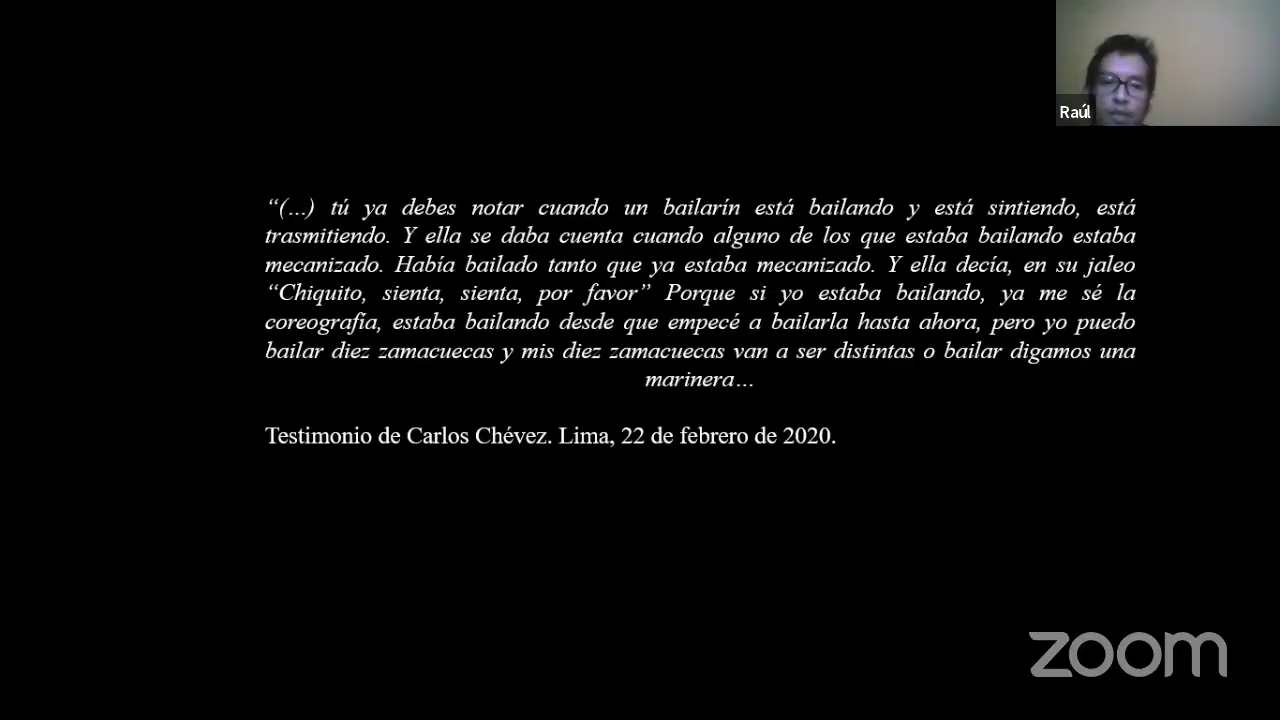 Raúl
“(...) tú ya debes notar cuando un bailarín está bailando y está sintiendo, está
trasmitiendo. Y ella se daba cuenta cuando alguno de los que estaba bailando estaba
mecanizado. Había bailado tanto que ya estaba mecanizado. Y ella decía, en su jaleo
“Chiquito, sienta, sienta, por favor” Porque si yo estaba bailando, ya me sé la
coreografía, estaba bailando desde que empecé a bailarla hasta ahora, pero yo puedo
bailar diez zamacuecas y mis diez zamacuecas van a ser distintas o bailar digamos una
marinera...
Testimonio de Carlos Chévez. Lima, 22 de febrero de 2020.
zoom